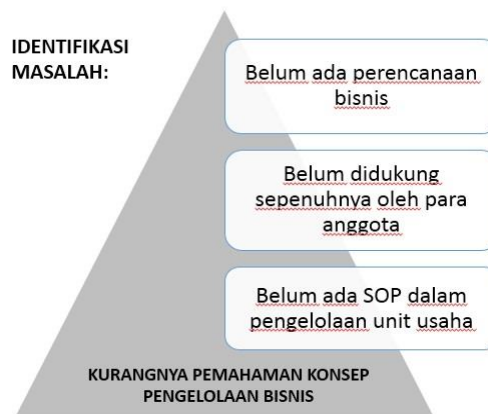 IDENTIFIKASI
MASALAH:
Belum ada perencanaan
bisnis
Belum didukung
sepenuhnya oleh para
anggota
Belum ada SOP dalam
pengelolaan unit usaha
KURANGNYA PEMAHAMAN KONSEP
PENGELOLAAN BISNIS